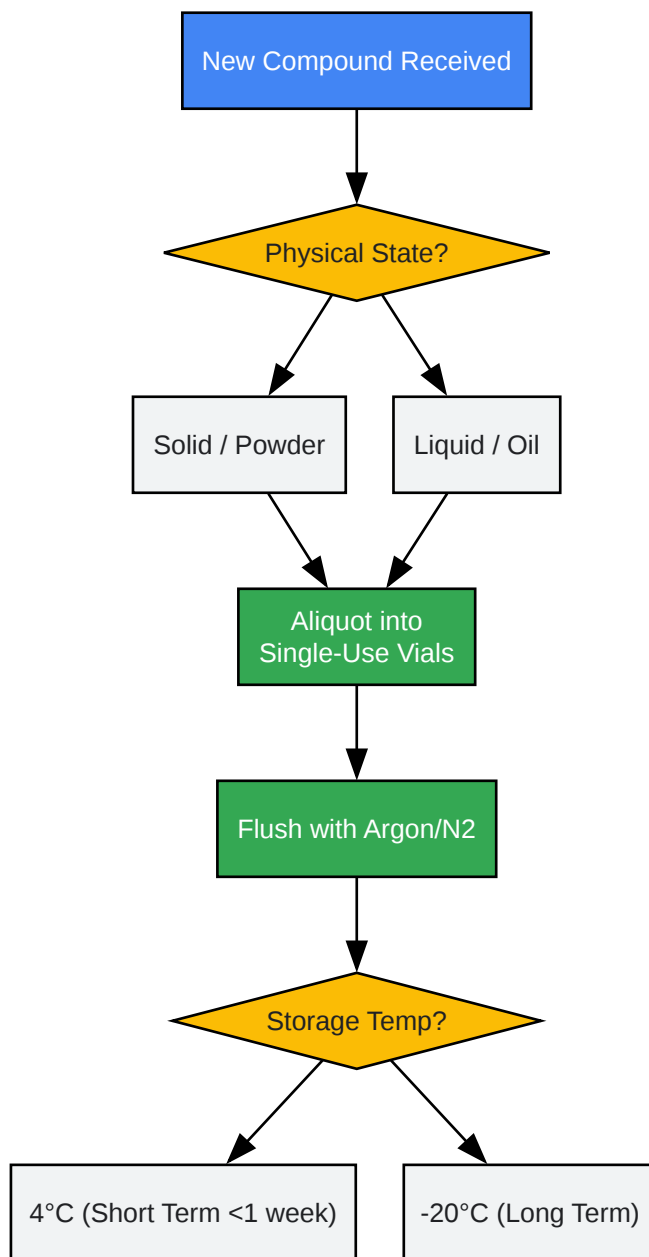 New Compound Received
Physical State?
Solid / Powder
Liquid / Oil
Aliquot into
Single-Use Vials
Flush with Argon/N2
Storage Temp?
4°C (Short Term <1 week)
-20°C (Long Term)